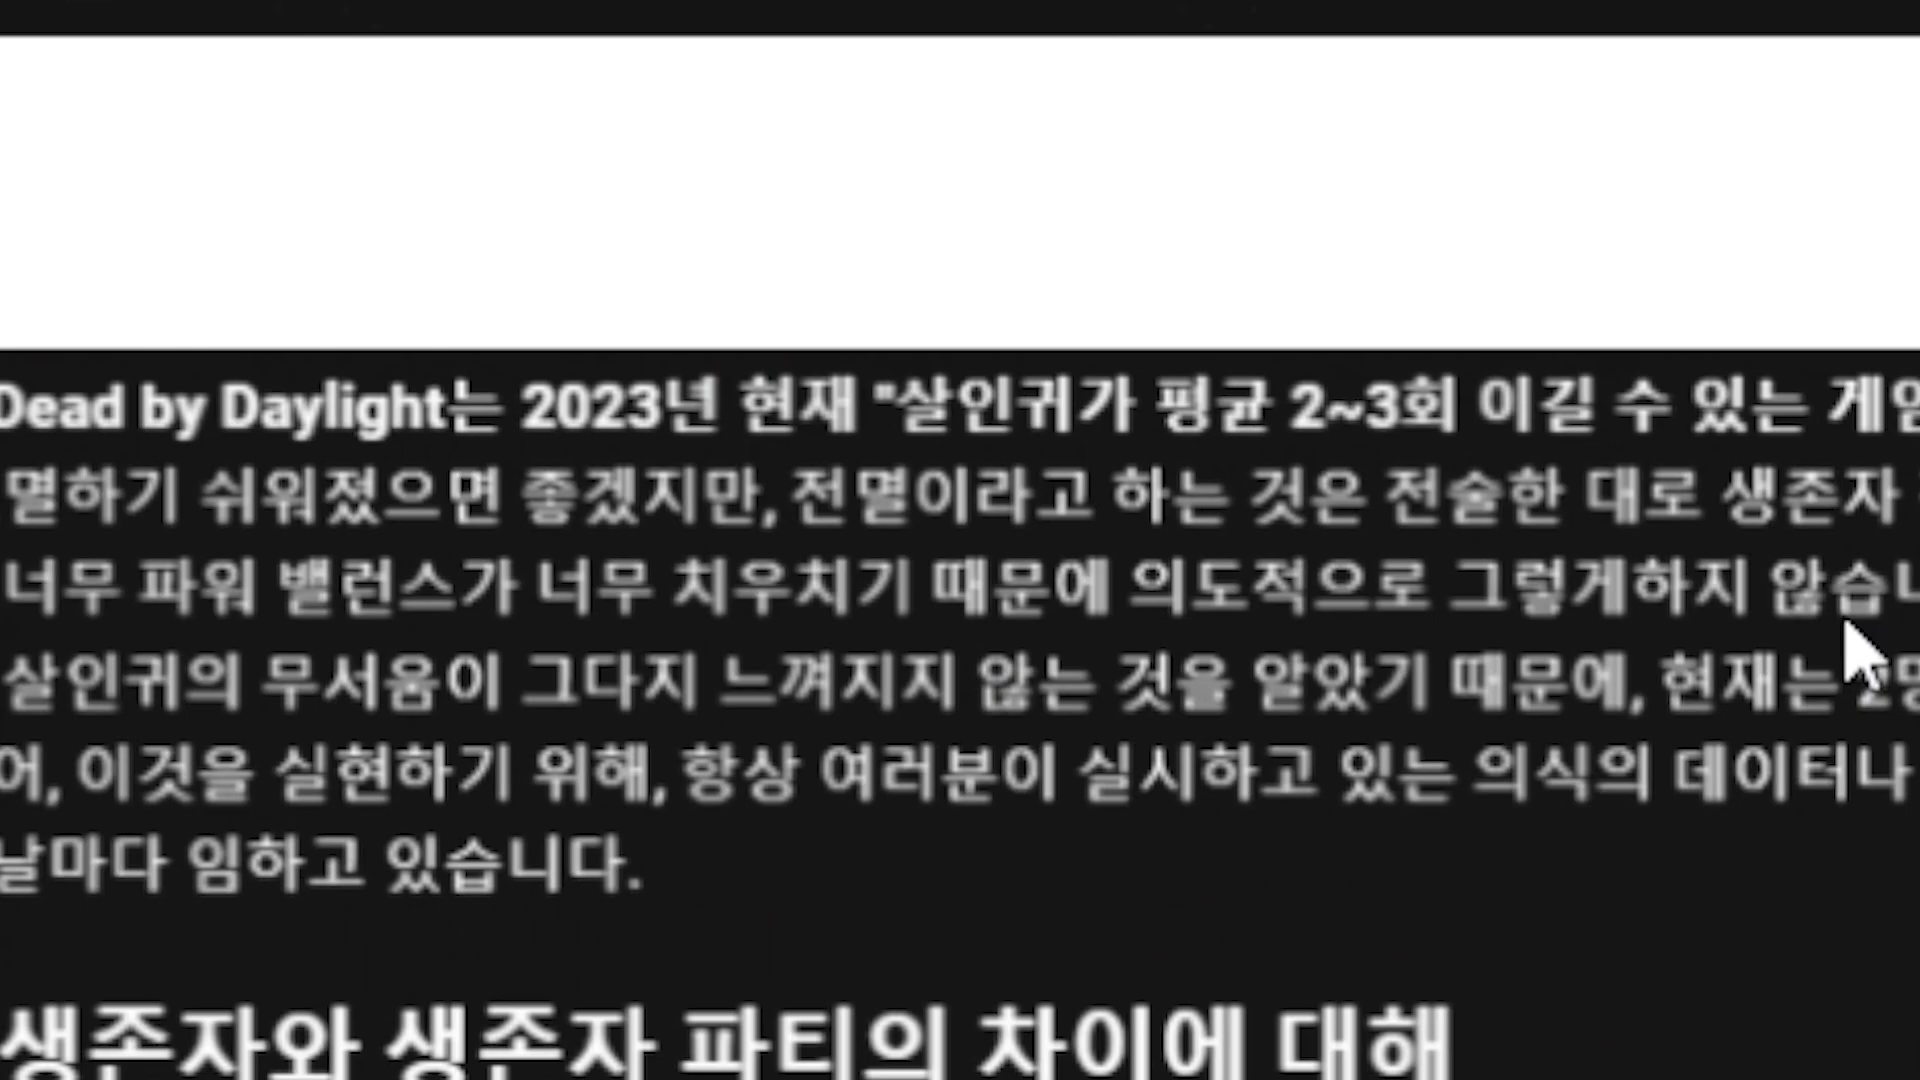 Dead by Daylight는 2023년 현재 "살인귀가 평균 2~3회 이길 수 있는
멸하기 쉬워졌으면 좋겠지만, 전멸이라고 하는 것은 전술한 대로 생존자
너무 파워 밸런스가 너무 치우치기 때문에 의도적으로 그렇게하지
살인귀의 무서움이 그다지 느껴지지 않는 것을 알았기 때문에, 현재는
어, 이것을 실현하기 위해, 항상 여러분이 실시하고 있는 의식의 데이터나
날마다 임하고 있습니다.
생존자와 생존자 파티의 차이에 대해